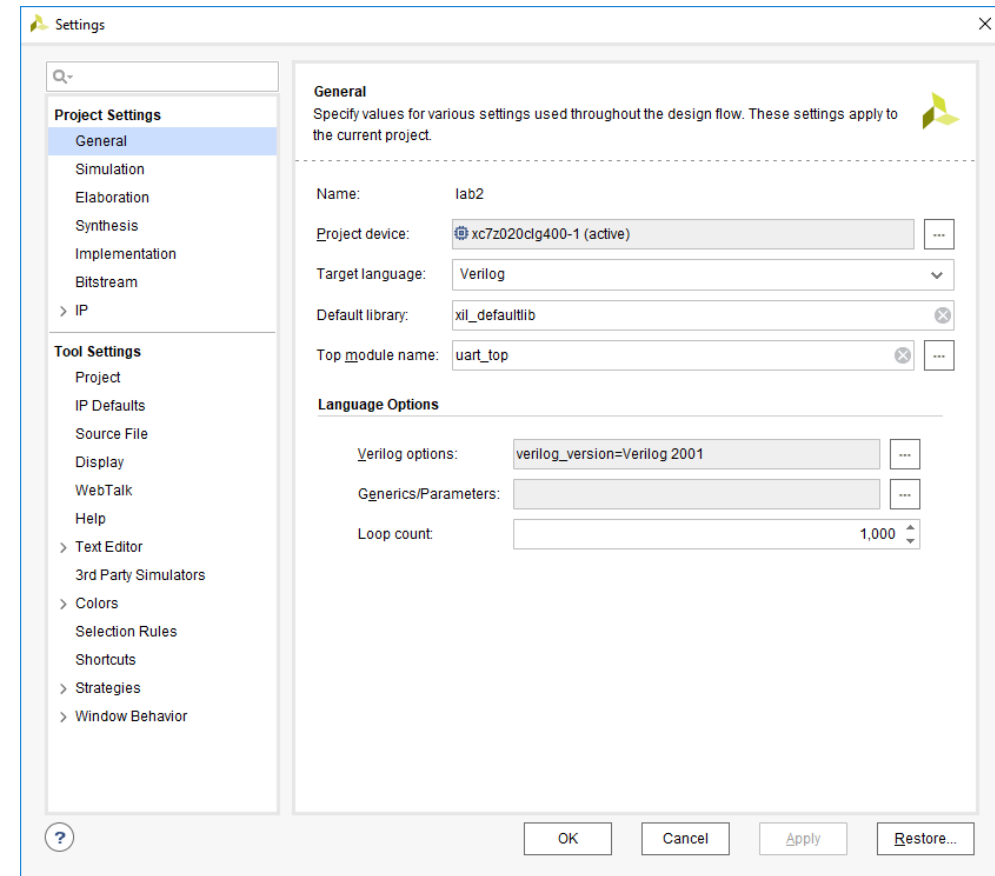 Settings
Project Settings
General
Simulation
Elaboration
Synthesis
Implementation
Bitstream
IP
Tool Settings
Project
IP Defaults
Source File
Display
WebTalk
Help
Text Editor
3rd Party Simulators
Colors
Selection Rules
Shortcuts
Strategies
Window Behavior
General
Specify values for various settings used throughout the design flow. These settings apply to
the current project.
Name: lab2
Project device: xc7z020clg400-1 (active) ...
Target language: Verilog
Default library: xil_defaultlib
Top module name: uart_top ...
Language Options
Verilog options: verilog_version=Verilog 2001 ...
Generics/Parameters: ...
Loop count: 1,000
? OK Cancel Apply Restore...